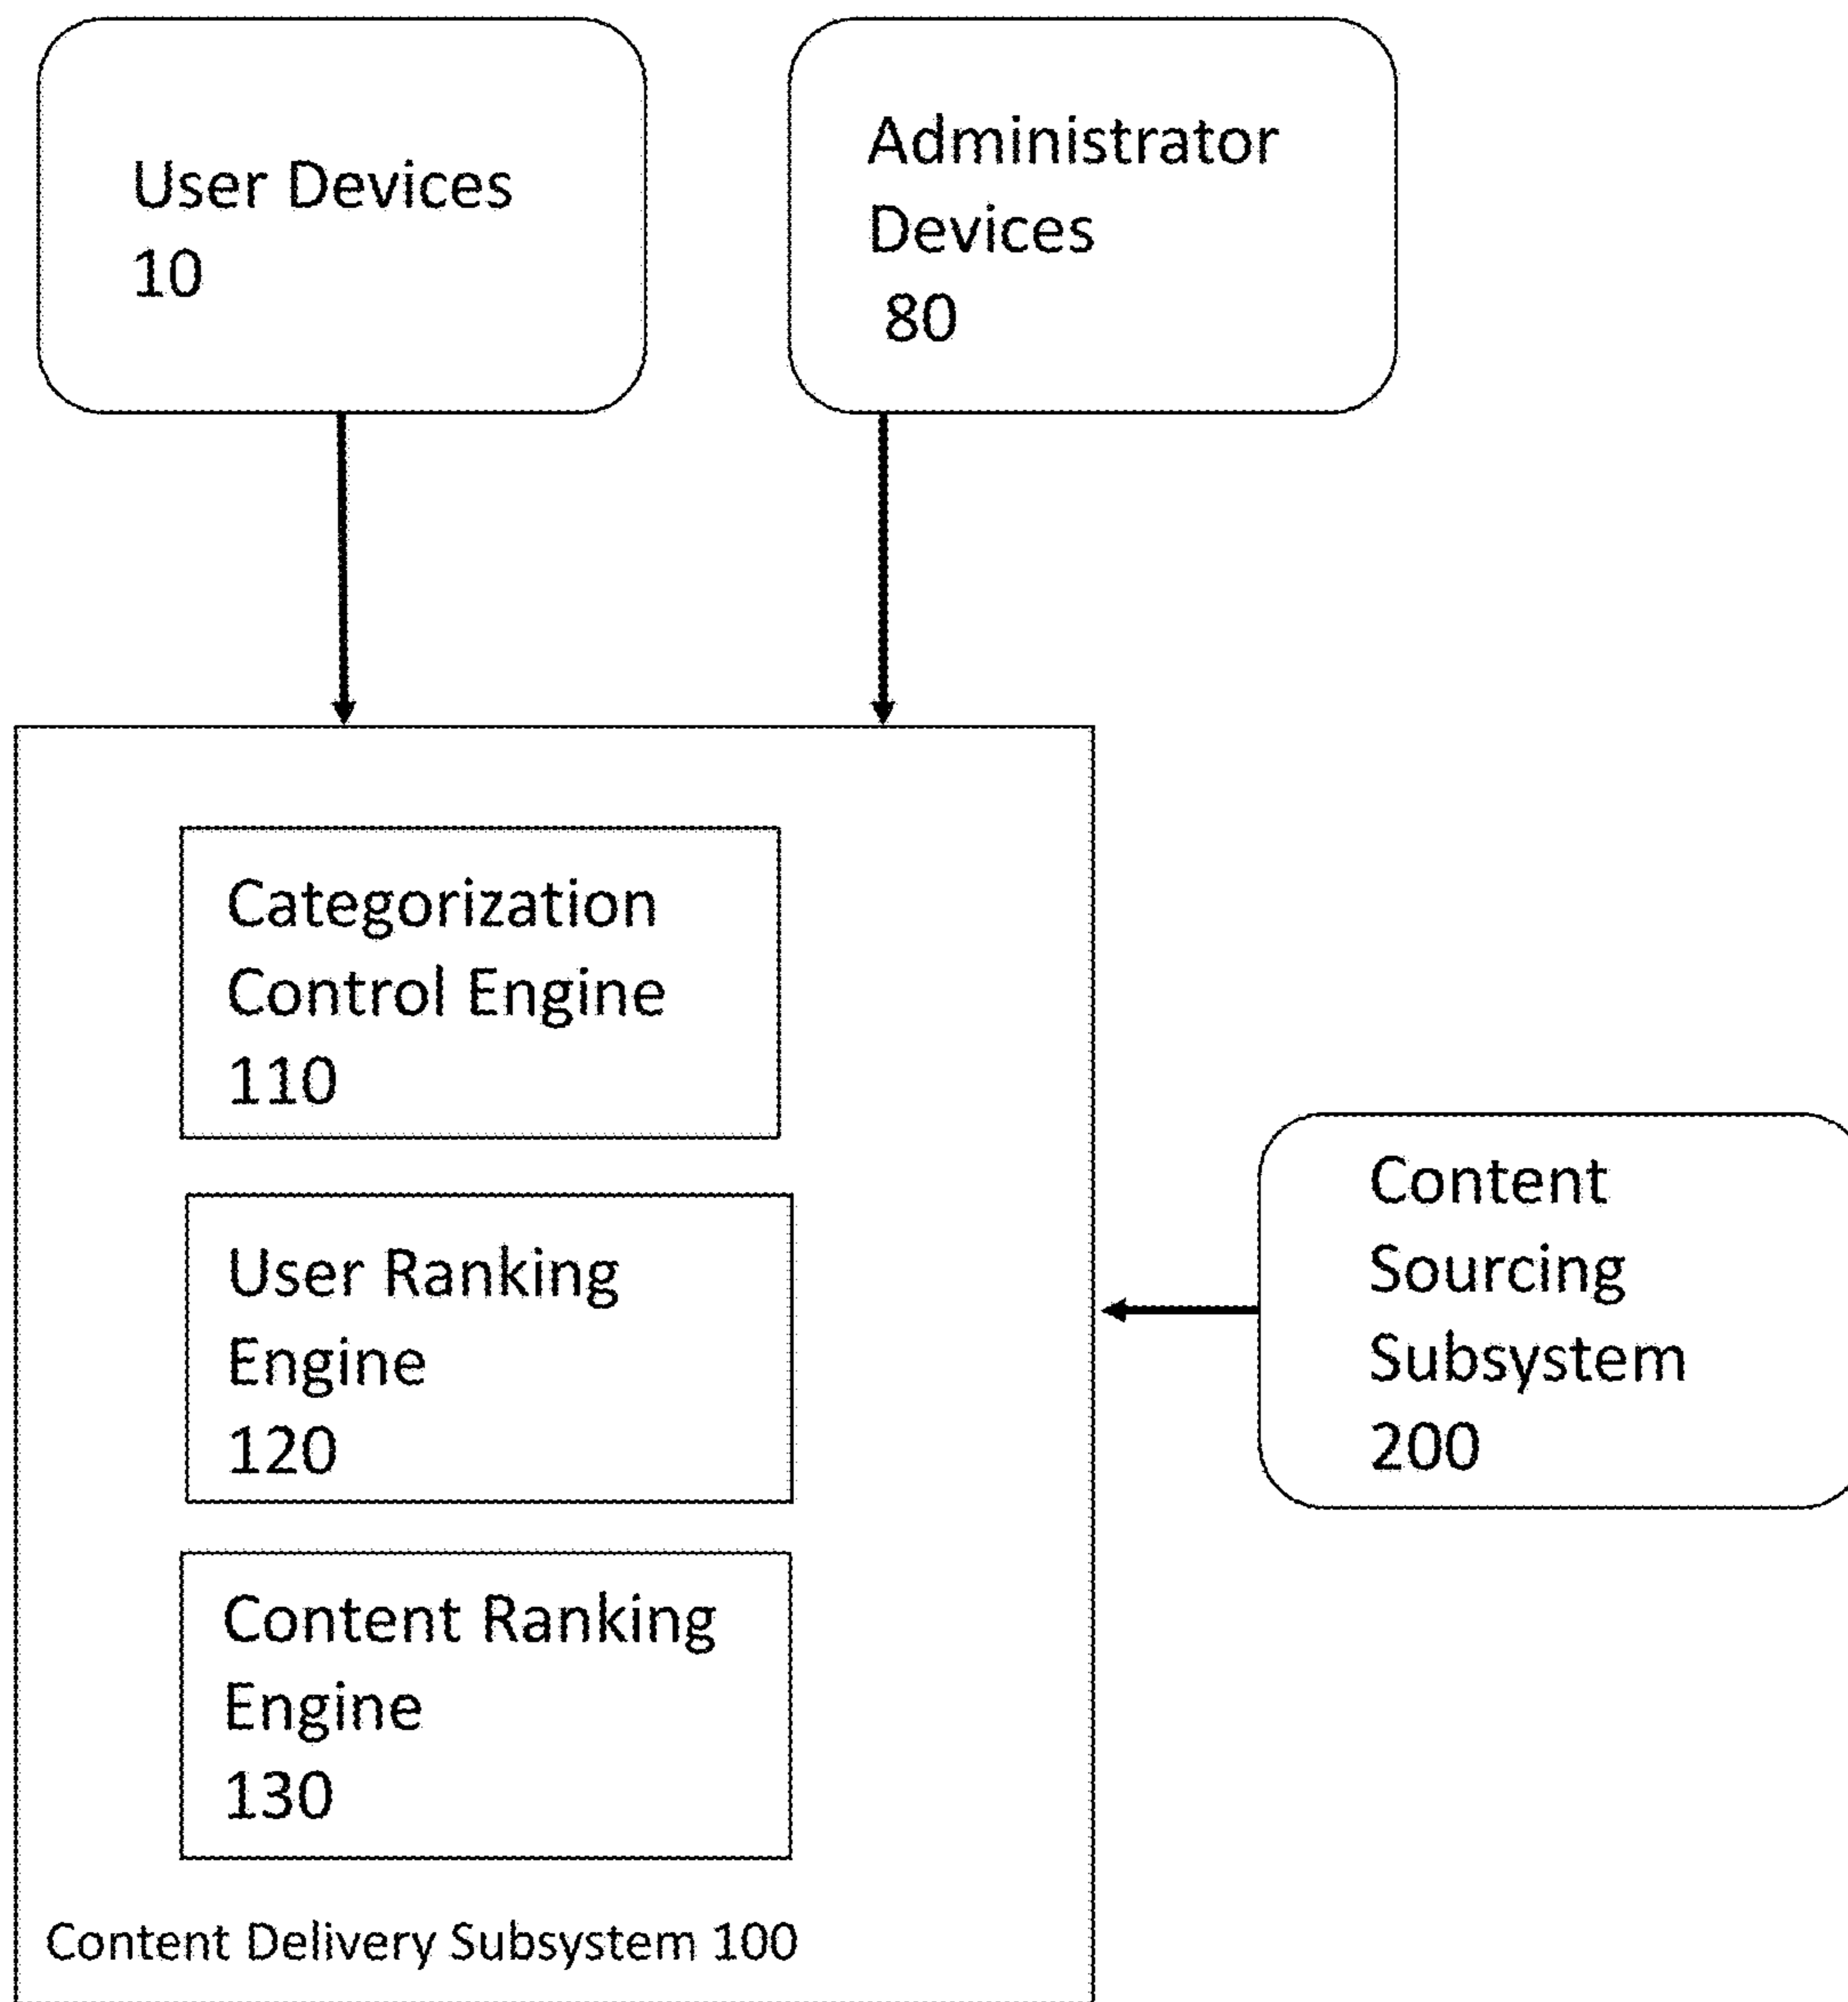 User Devices
10
Administrator
Devices
80
Categorization
Control Engine
110
User Ranking
Engine
120
Content Ranking
Engine
130
Content Delivery Subsystem 100
Content
Sourcing
Subsystem
200